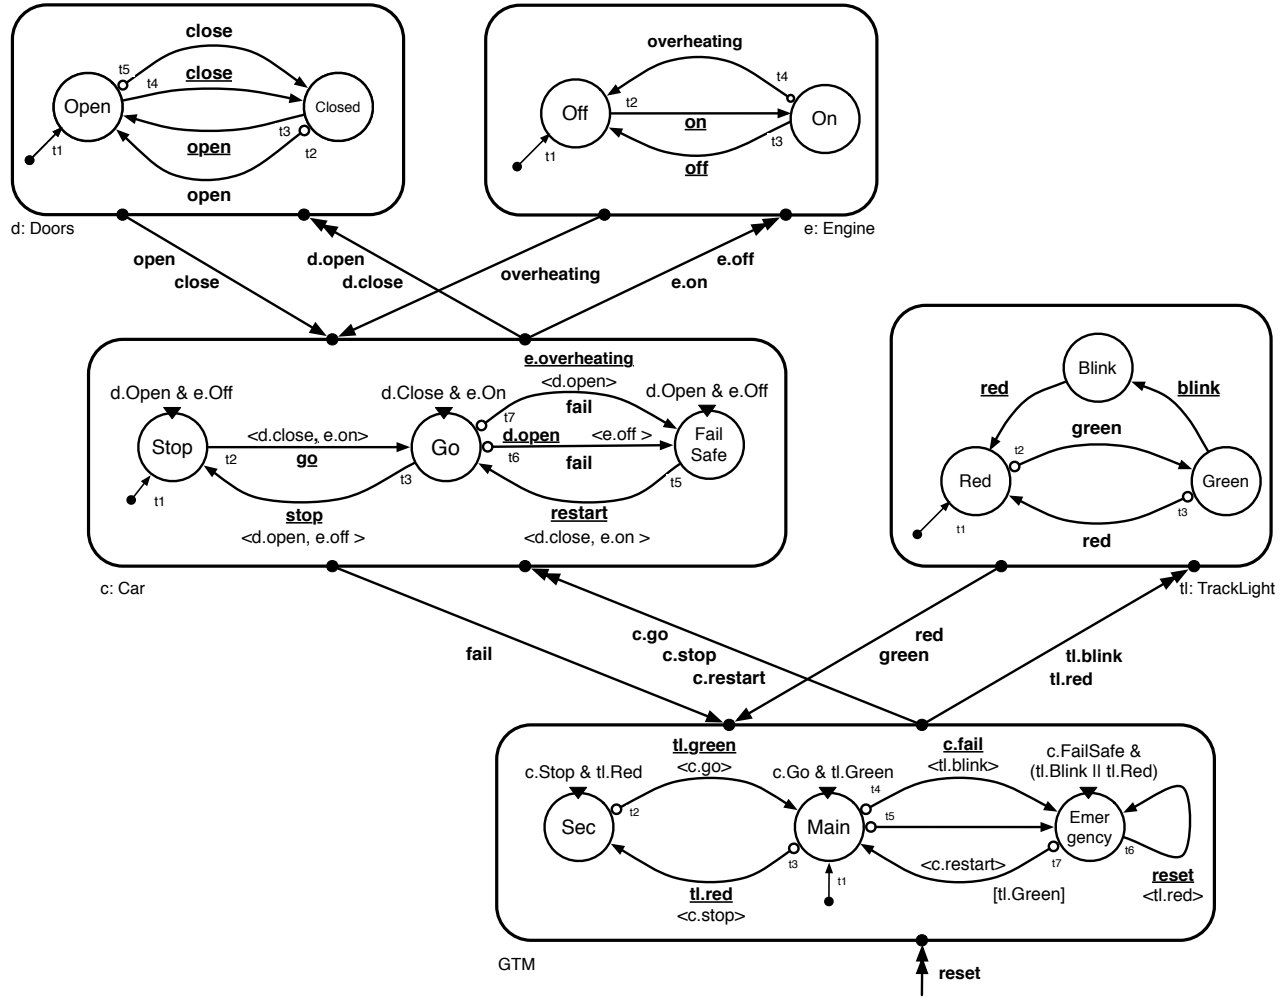 close
t5
t4
close
Open
Closed
t1
t3
t2
open
open
d: Doors
overheating
t4
Off
t2
On
on
t1
t3
off
e: Engine
open
close
d.open
d.close
overheating
e.off
e.on
e.overheating
<d.open>
d.Open & e.Off
d.Close & e.On
d.Open & e.Off
t7
fail
<d.close, e.on>
d.open
<e.off >
Stop
Go
Fail
Safe
t2
go
t6
fail
t3
t5
t1
stop
restart
<d.open, e.off >
<d.close, e.on >
c: Car
Blink
red
blink
green
t2
Red
Green
t1
t3
red
tl: TrackLight
fail
c.go
c.stop
c.restart
red
green
tl.blink
tl.red
tl.green
<c.go>
c.fail
<tl.blink>
c.Stop & tl.Red
c.Go & tl.Green
c.FailSafe &
(tl.Blink || tl.Red)
t2
t4
t5
Sec
Main
Emer
gency
t3
<c.restart>
t7
t6
t1
tl.red
<c.stop>
[tl.Green]
reset
<tl.red>
GTM
reset